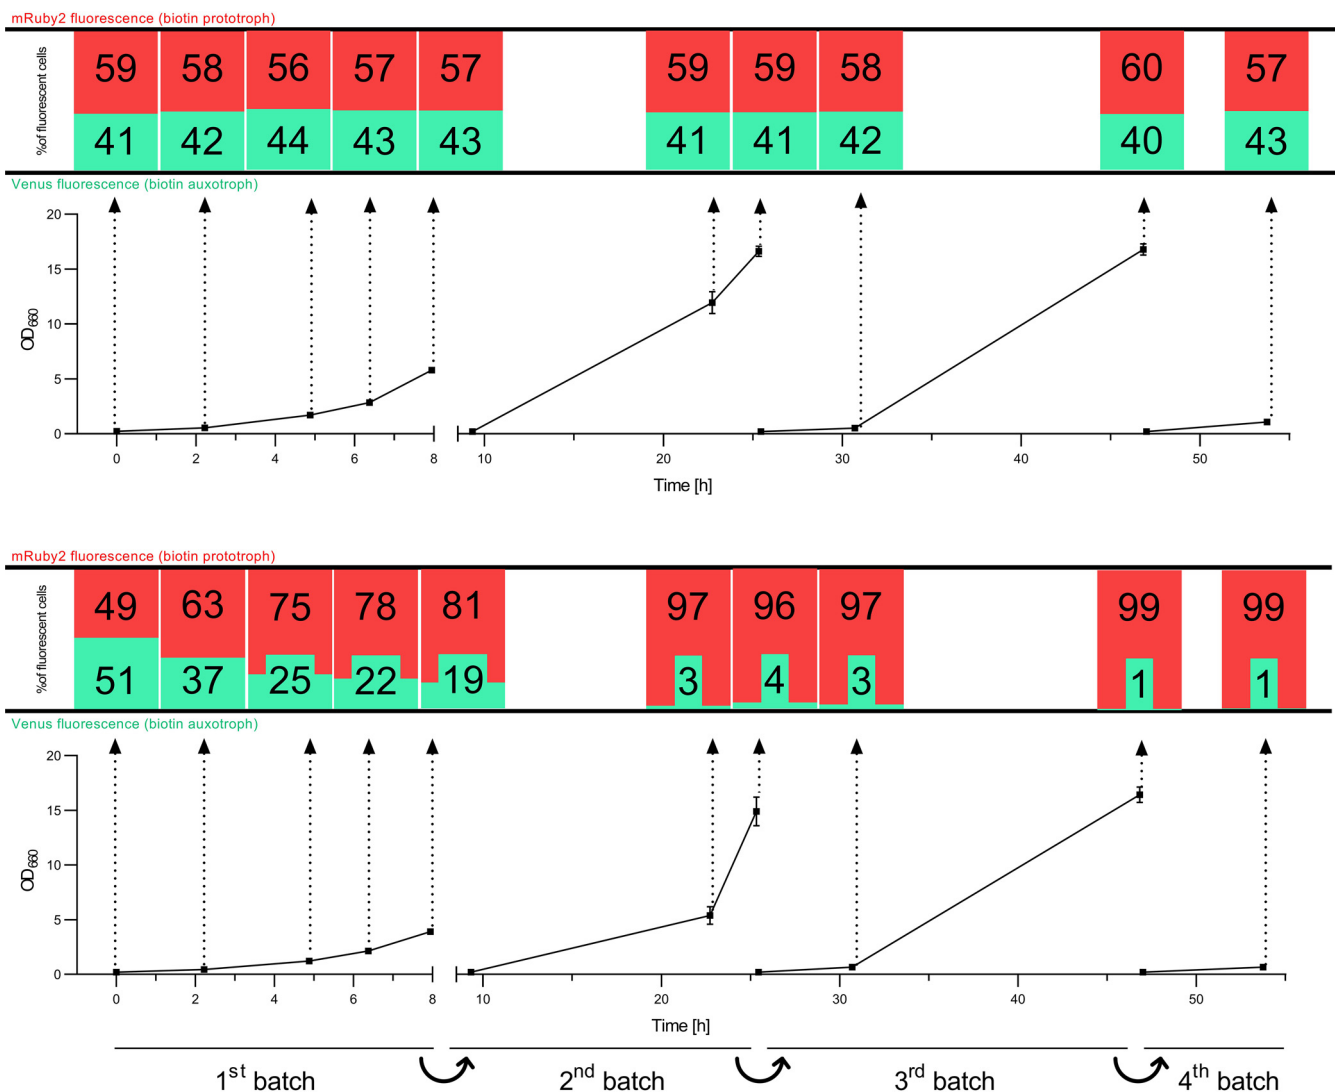 mRuby2 fluorescence (biotin prototroph)
%of fluorescent cells
59 58 56 57 57 59 59 58 60 57
41 42 44 43 43 41 41 42 40 43
Venus fluorescence (biotin auxotroph)
20
15
10
5
0
OD660
0 2 4 6 8 10 20 30 40 50
Time [h]
mRuby2 fluorescence (biotin prototroph)
%of fluorescent cells
49 63 75 78 81 97 96 97 99 99
51 37 25 22 19 3 4 3 1 1
Venus fluorescence (biotin auxotroph)
20
15
10
5
0
OD660
0 2 4 6 8 10 20 30 40 50
Time [h]
1st batch 2nd batch 3rd batch 4th batch